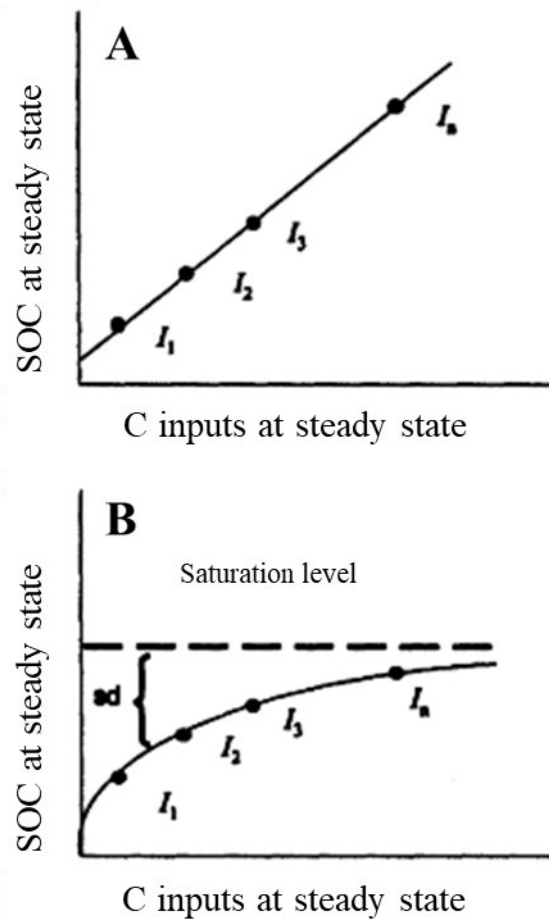 A
SOC at steady state
I₁
I₂
I₃
Iₙ
C inputs at steady state
B
SOC at steady state
Saturation level
sd
I₁
I₂
I₃
Iₙ
C inputs at steady state